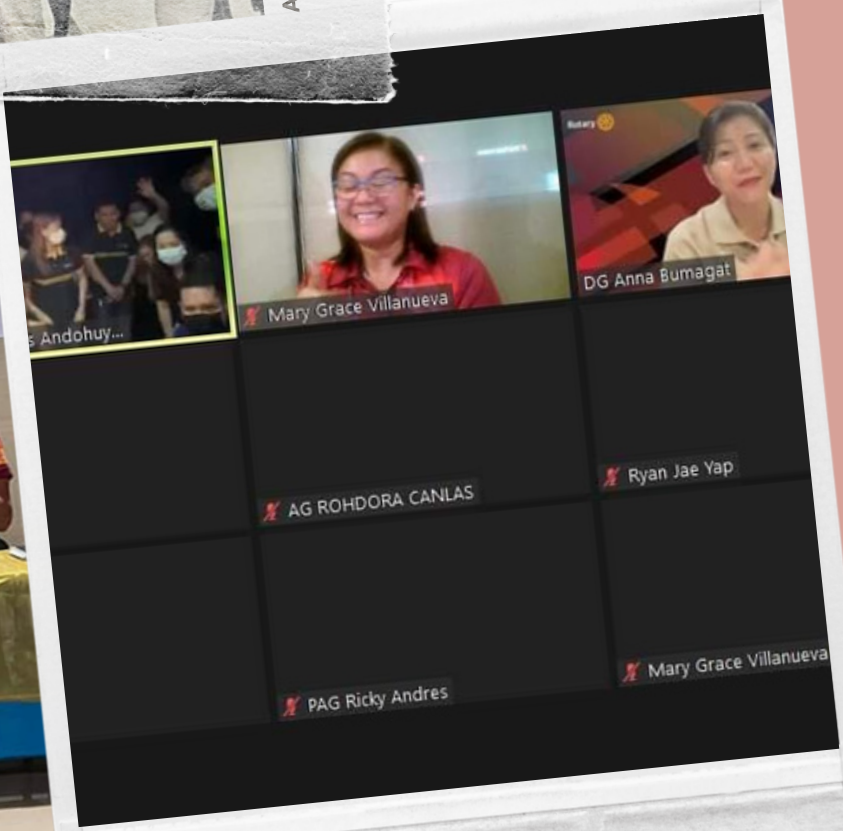 Rotary
s Andohuy...
Mary Grace Villanueva
DG Anna Bumagat
AG ROHDORA CANLAS
Ryan Jae Yap
PAG Ricky Andres
Mary Grace Villanueva